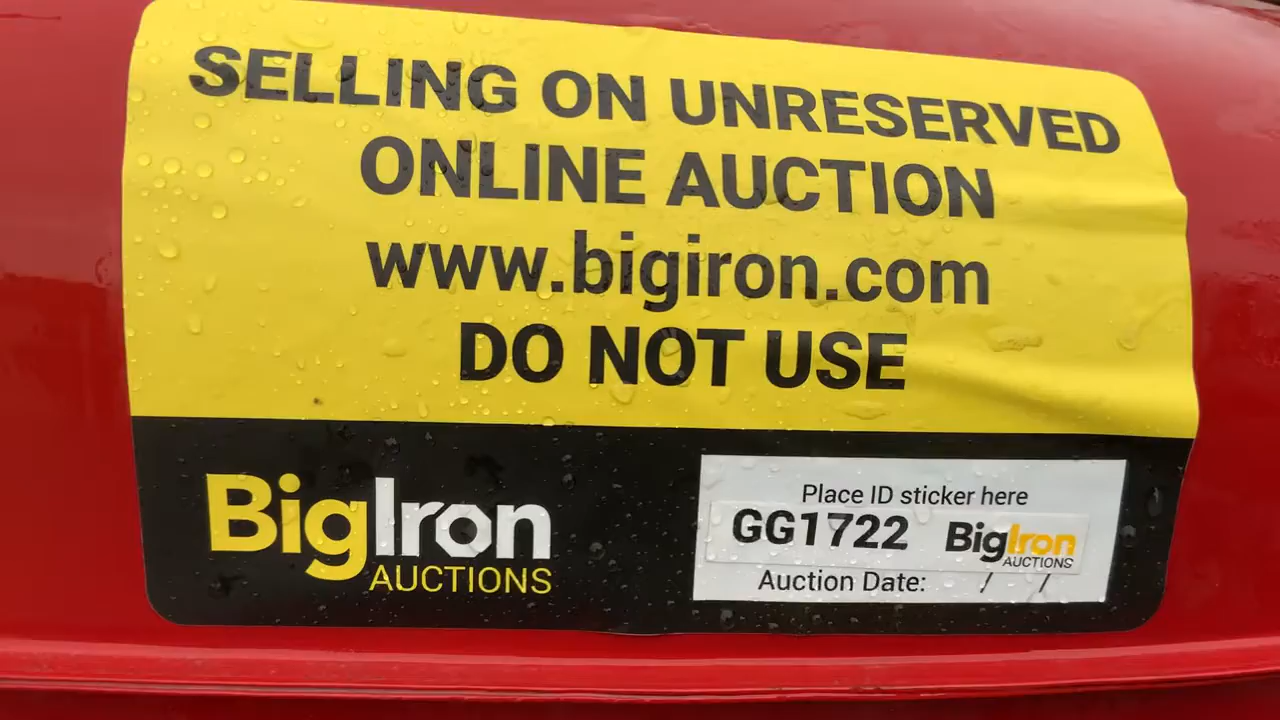 SELLING ON UNRESERVED
ONLINE AUCTION
www.bigiron.com
DO NOT USE
BigIron
AUCTIONS
Place ID sticker here
GG1722 BigIron
AUCTIONS
Auction Date: / /